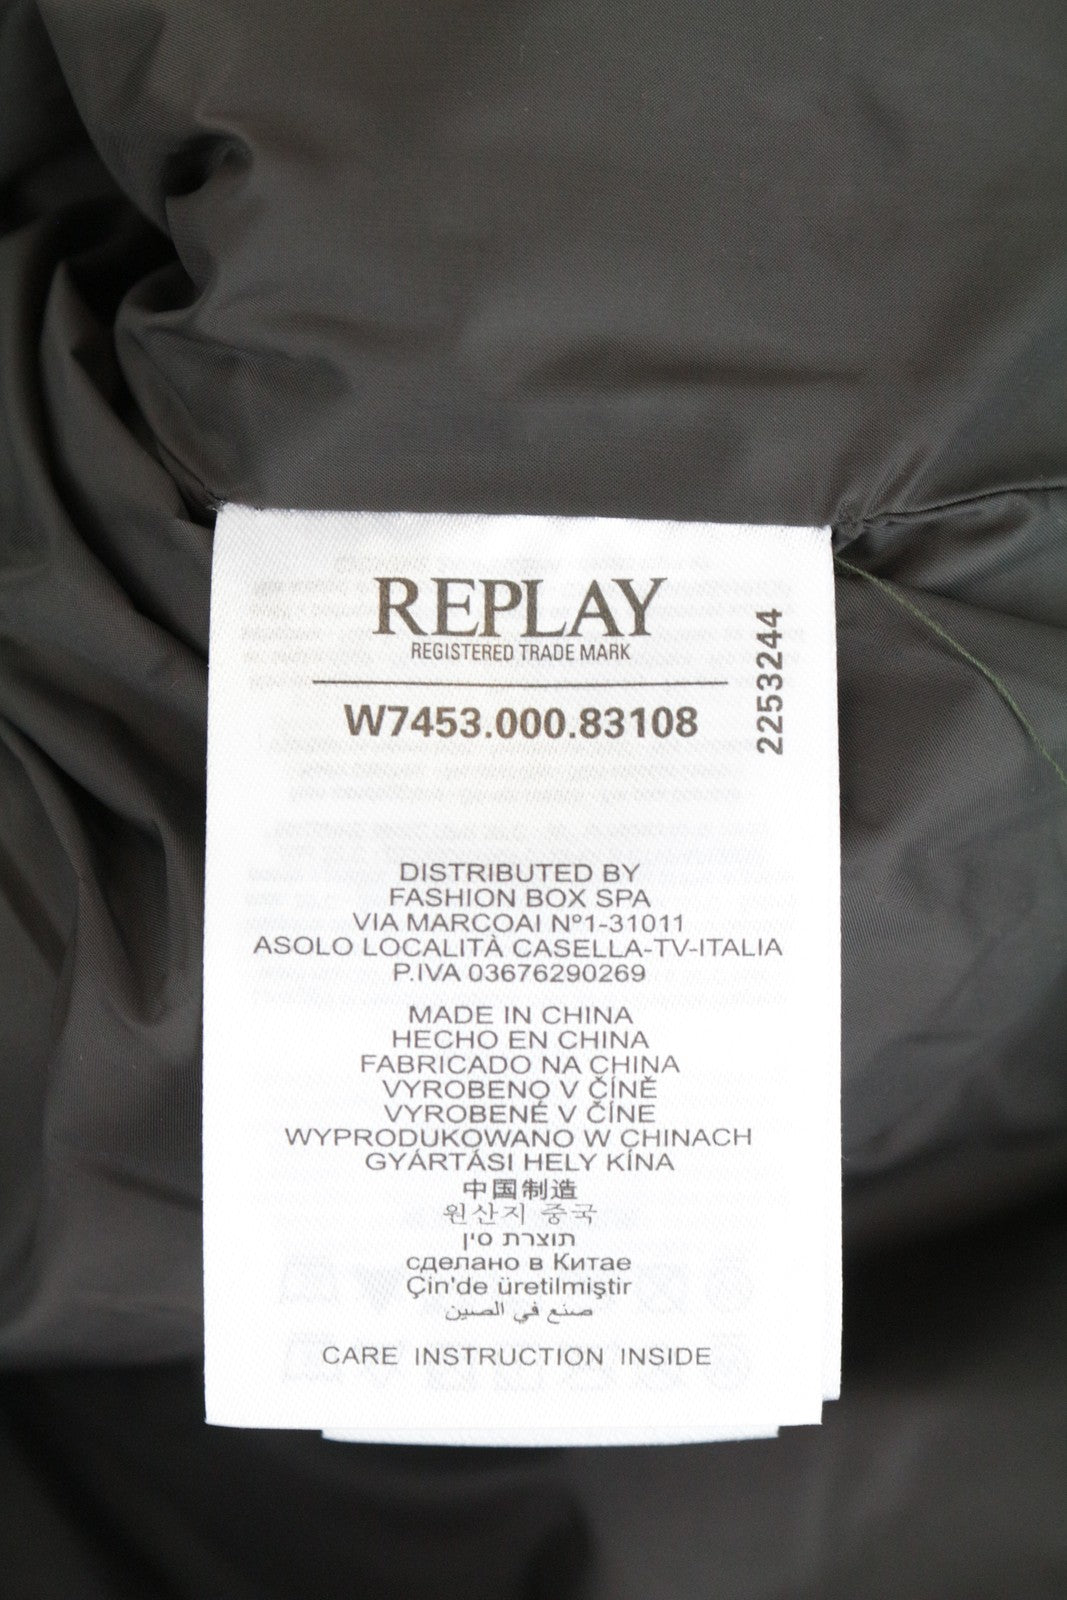 REPLAY
REGISTERED TRADE MARK
W7453.000.83108
2253244
DISTRIBUTED BY
FASHION BOX SPA
VIA MARCOAI Nº1-31011
ASOLO LOCALITÀ CASELLA-TV-ITALIA
P.IVA 03676290269
MADE IN CHINA
HECHO EN CHINA
FABRICADO NA CHINA
VYROBENO V ČÍNĚ
VYROBENÉ V ČÍNE
WYPRODUKOWANO W CHINACH
GYÁRTÁSI HELY KÍNA
中国制造
원산지 중국
תוצרת סין
сделано в Китае
Çin'de üretilmiştir
صنع في الصين
CARE INSTRUCTION INSIDE